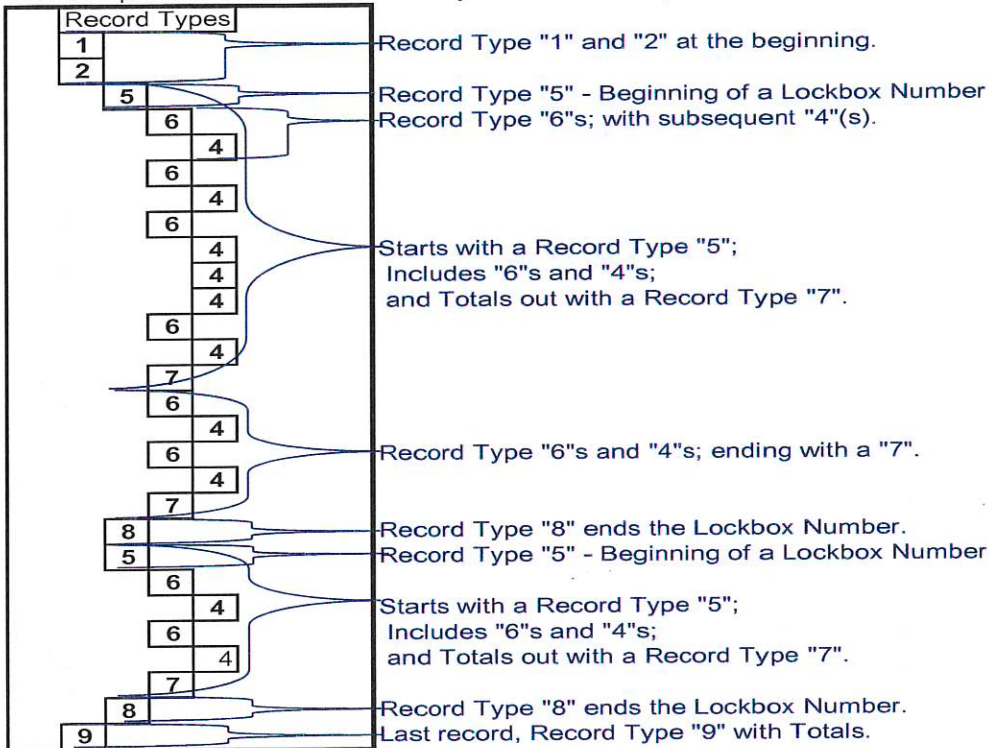 Record Types
1
Record Type "1" and "2" at the beginning.
2
5
Record Type "5" - Beginning of a Lockbox Number
6
Record Type "6"s; with subsequent "4"(s).
4
6
4
6
4
Starts with a Record Type "5";
4
Includes "6"s and "4"s;
4
and Totals out with a Record Type "7".
6
4
7
6
4
6
Record Type "6"s and "4"s; ending with a "7".
4
7
8
Record Type "8" ends the Lockbox Number.
5
Record Type "5" - Beginning of a Lockbox Number
6
4
Starts with a Record Type "5";
6
Includes "6"s and "4"s;
4
and Totals out with a Record Type "7".
7
8
Record Type "8" ends the Lockbox Number.
9
Last record, Record Type "9" with Totals.